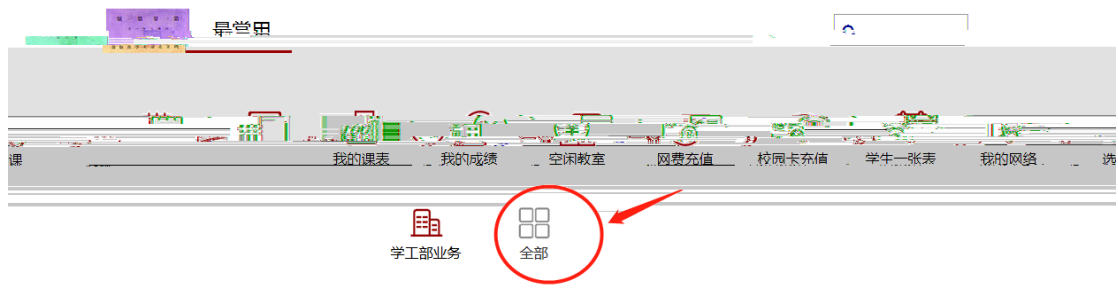 最常用
课 我的课表 我的成绩 空闲教室 网费充值 校园卡充值 学生一张表 我的网络 选
学工部业务 全部